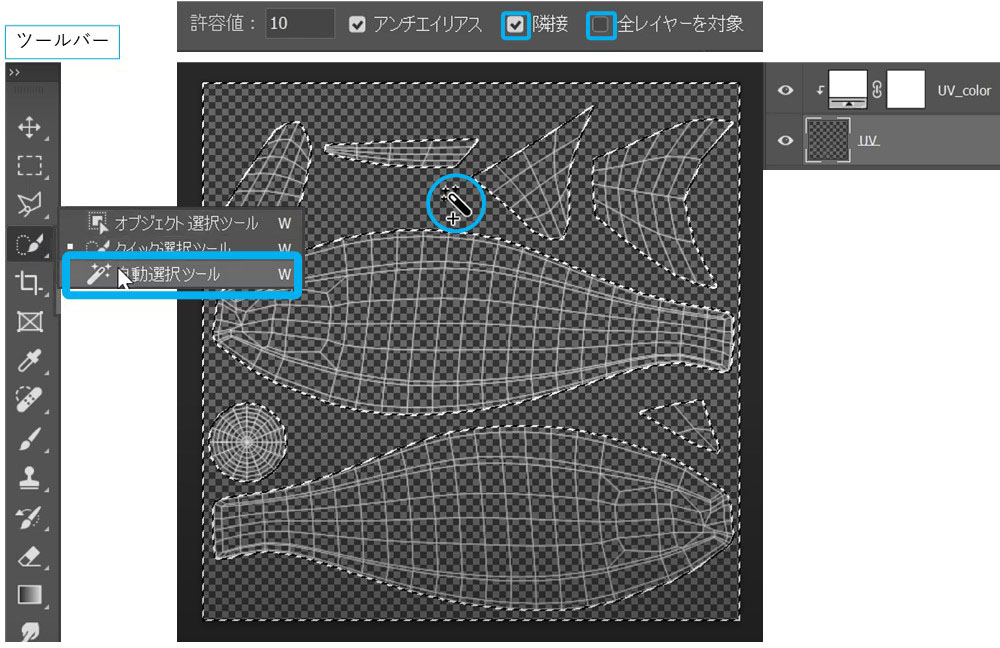 許容値： 10 アンチエイリアス 隣接 全レイヤーを対象
ツールバー
UV_color
UV
オブジェクト選択ツール W
クイック選択ツール W
自動選択ツール W